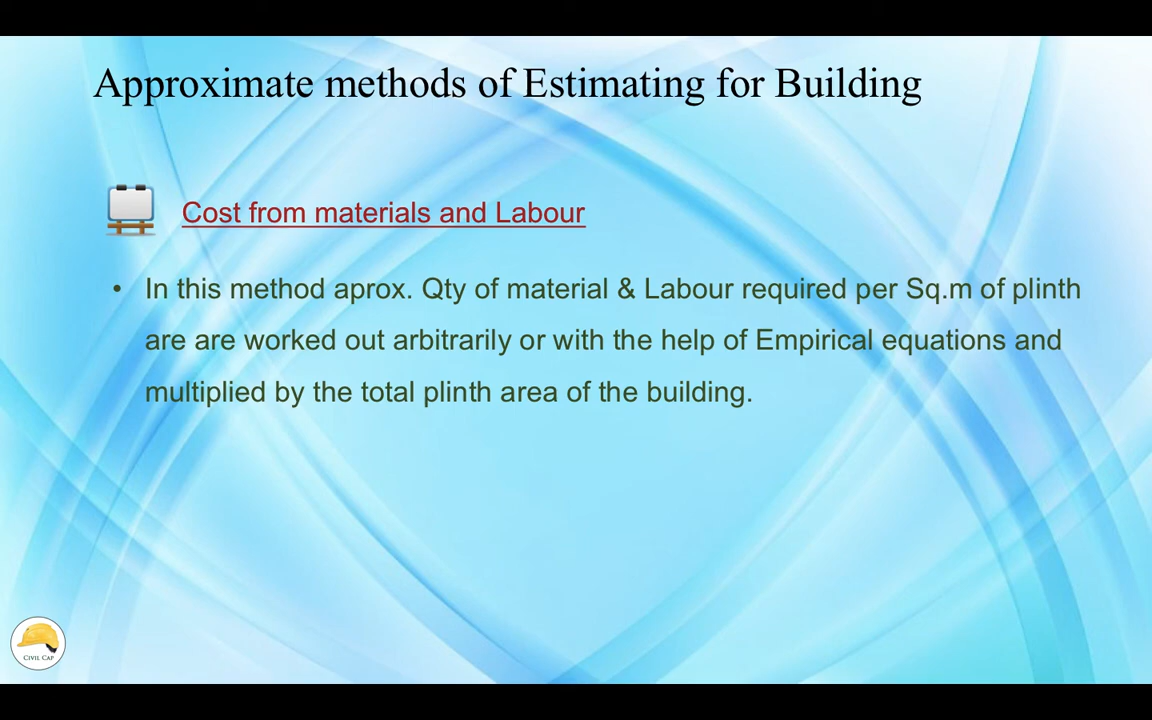 Approximate methods of Estimating for Building
Cost from materials and Labour
• In this method aprox. Qty of material & Labour required per Sq.m of plinth
are are worked out arbitrarily or with the help of Empirical equations and
multiplied by the total plinth area of the building.
CIVIL CAP